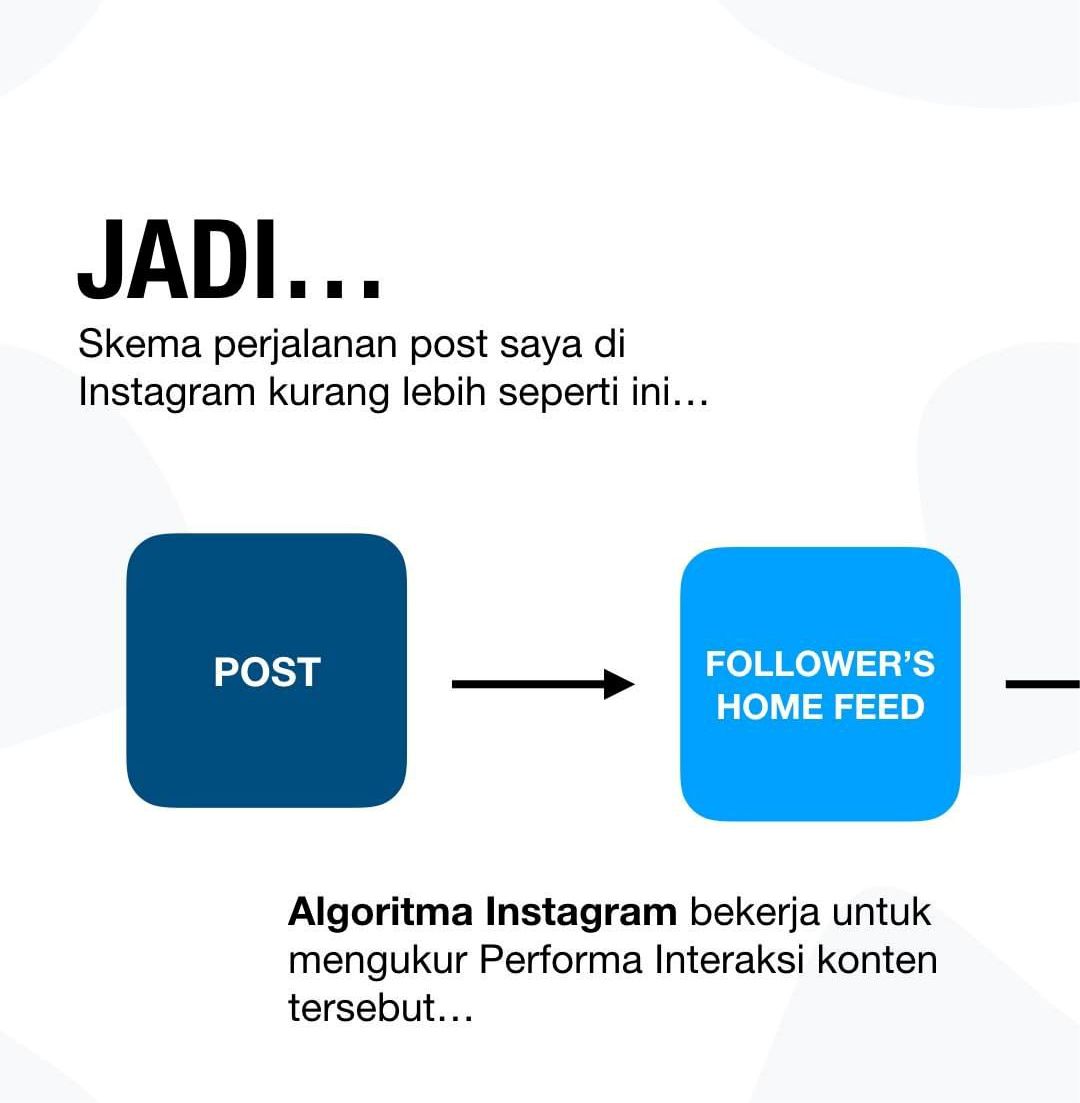 JADI...
Skema perjalanan post saya di
Instagram kurang lebih seperti ini...
POST
FOLLOWER’S
HOME FEED
Algoritma Instagram bekerja untuk
mengukur Performa Interaksi konten
tersebut...